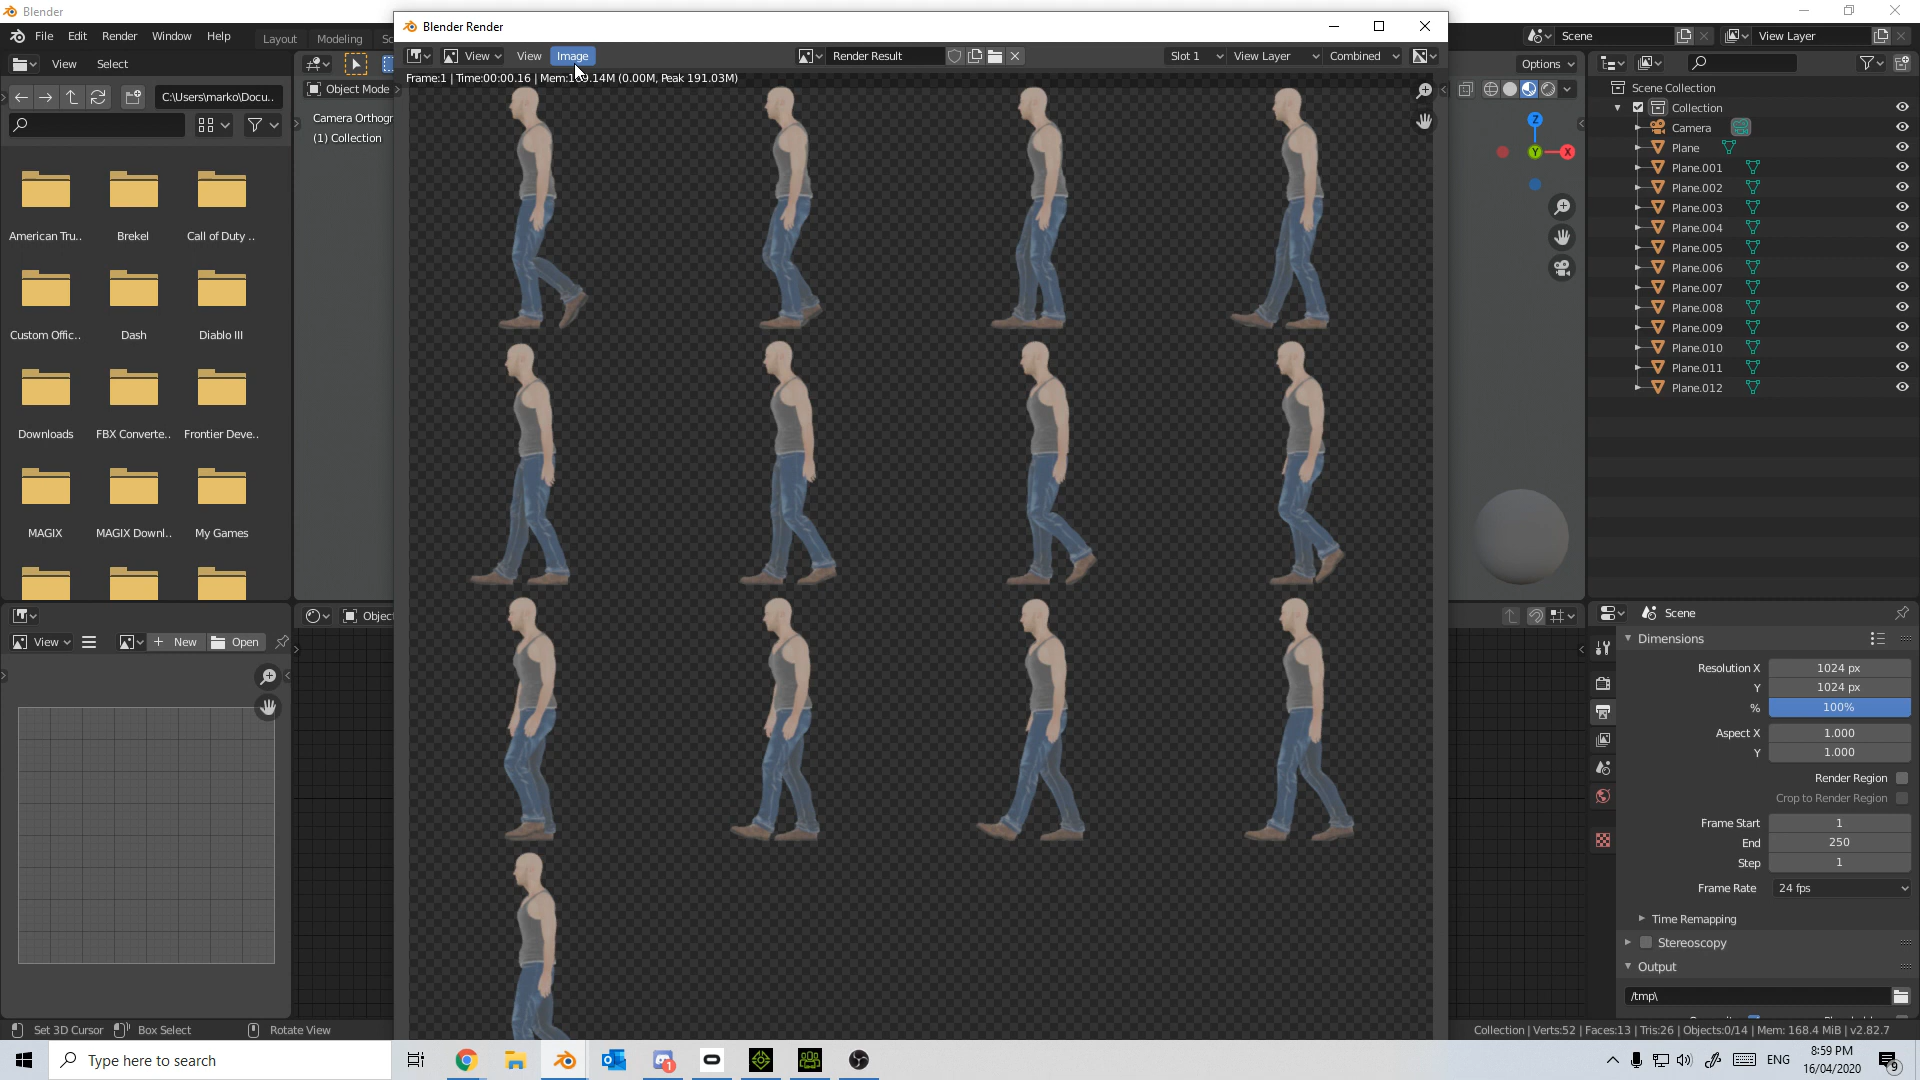 Blender
Blender Render
File Edit Render Window Help
Layout Modeling Sc
Scene
View Layer
View Select
View View Image
Render Result
Slot 1 View Layer Combined
Options
Frame:1 | Time:00:00.16 | Mem:1 9.14M (0.00M, Peak 191.03M)
C:\Users\marko\Docu..
Object Mode
Camera Orthogr
(1) Collection
Z
Y
X
Scene Collection
Collection
Camera
Plane
Plane.001
Plane.002
Plane.003
Plane.004
Plane.005
Plane.006
Plane.007
Plane.008
Plane.009
Plane.010
Plane.011
Plane.012
American Tru.. Brekel Call of Duty ..
Custom Offic.. Dash Diablo III
Downloads FBX Converte.. Frontier Deve..
MAGIX MAGIX Downl.. My Games
View New Open
Object
Scene
Dimensions
Resolution X 1024 px
Y 1024 px
% 100%
Aspect X 1.000
Y 1.000
Render Region
Crop to Render Region
Frame Start 1
End 250
Step 1
Frame Rate 24 fps
Time Remapping
Stereoscopy
Output
/tmp\
Set 3D Cursor Box Select Rotate View
Collection | Verts:52 | Faces:13 | Tris:26 | Objects:0/14 | Mem: 168.4 MiB | v2.82.7
Type here to search
1
ENG
8:59 PM
16/04/2020
9